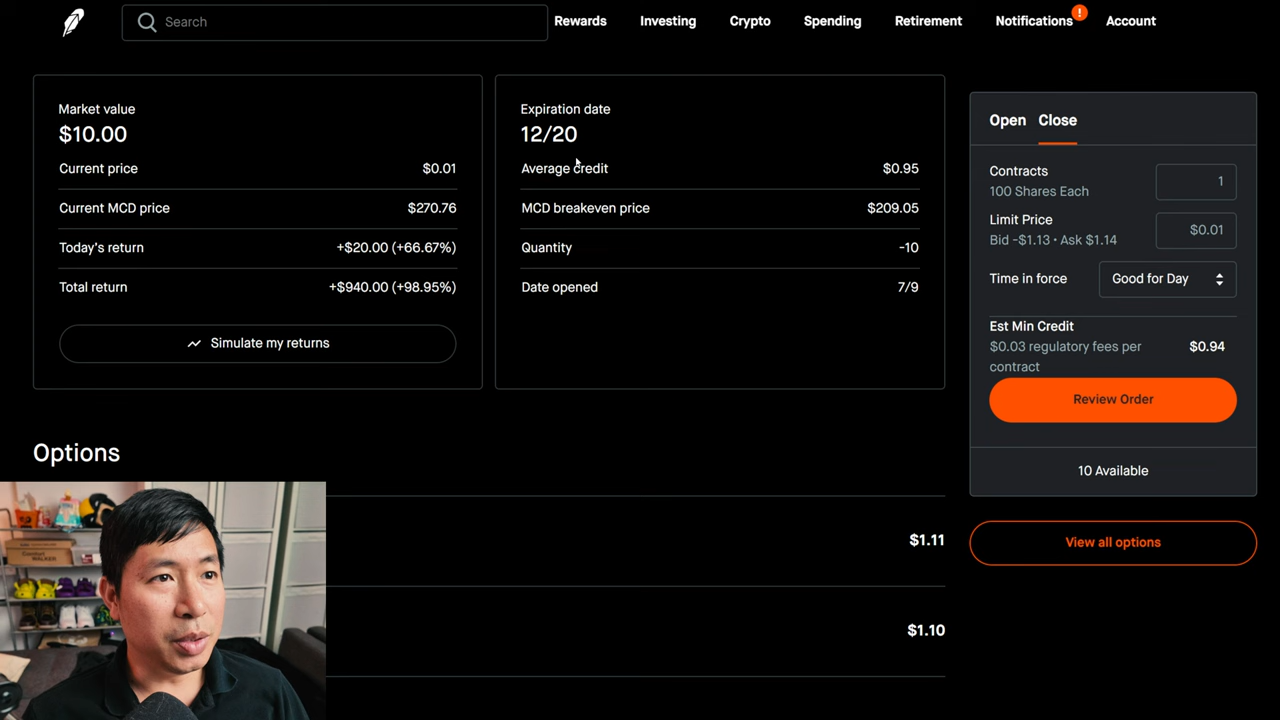 Search
Rewards
Investing
Crypto
Spending
Retirement
Notifications
!
Account
Market value
$10.00
Current price
$0.01
Current MCD price
$270.76
Today's return
+$20.00 (+66.67%)
Total return
+$940.00 (+98.95%)
Simulate my returns
Expiration date
12/20
Average credit
$0.95
MCD breakeven price
$209.05
Quantity
-10
Date opened
7/9
Open
Close
Contracts
100 Shares Each
1
Limit Price
Bid -$1.13 • Ask $1.14
$0.01
Time in force
Good for Day
Est Min Credit
$0.03 regulatory fees per
contract
$0.94
Review Order
10 Available
View all options
Options
$1.11
$1.10